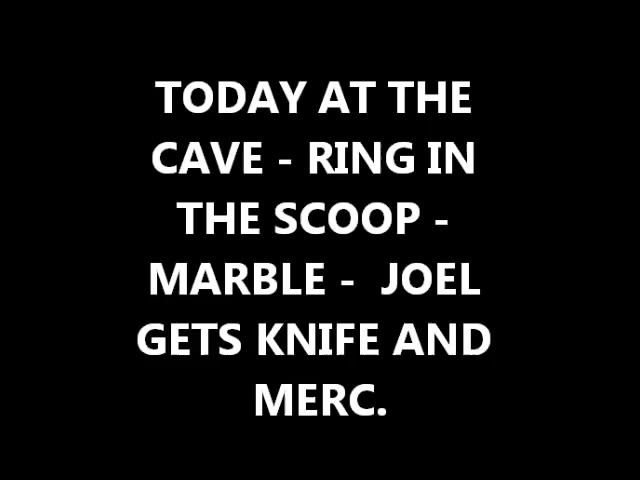 TODAY AT THE
CAVE - RING IN
THE SCOOP -
MARBLE -  JOEL
GETS KNIFE AND
MERC.